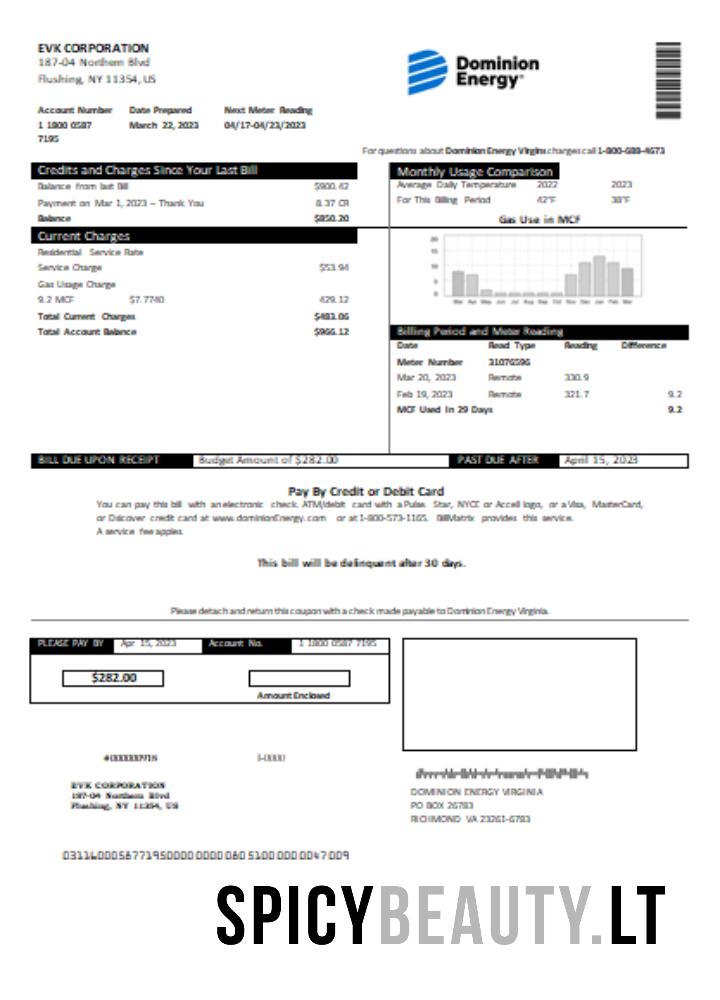 EVK CORPORATION
187-04 Northern Blvd
Flushing, NY 11354, US
Dominion Energy
Account Number Date Prepared Next Meter Reading
1 1800 0587 7195 March 22, 2023 04/17-04/23/2023
For questions about Dominion Energy Virginia charges call 1-800-688-4673
Credits and Charges Since Your Last Bill
Balance from last Bill $900.42
Payment on Mar 1, 2023 – Thank You 8.37 CR
Balance $850.20
Current Charges
Residential Service Rate
Service Charge $53.94
Gas Usage Charge
9.2 MCF $7.7740 429.12
Total Current Charges $483.06
Total Account Balance $966.12
Monthly Usage Comparison
Average Daily Temperature 2022 2023
For This Billing Period 42°F 38°F
Gas Use in MCF
20
15
10
5
0
Mar Apr May Jun Jul Aug Sep Oct Nov Dec Jan Feb Mar
Billing Period and Meter Reading
Date Read Type Reading Difference
Meter Number 31076596
Mar 20, 2023 Remote 330.9
Feb 19, 2023 Remote 321.7 9.2
MCF Used In 29 Days 9.2
BILL DUE UPON RECEIPT Budget Amount of $282.00 PAST DUE AFTER April 15, 2023
Pay By Credit or Debit Card
You can pay this bill with an electronic check. ATM/debit card with a Pulse. Star, NYCE or Accell logo, or a Visa, MasterCard,
or Discover credit card at www.dominionEnergy.com or at 1-800-573-1165. BillMatrix provides this service.
A service fee apples.
This bill will be delinquent after 30 days.
Please detach and return this coupon with a check made payable to Dominion Energy Virginia.
PLEASE PAY BY Apr 15, 2023 Account No. 1 1800 0587 7195
$282.00
Amount Enclosed
EVK CORPORATION
187-04 Northern Blvd
Flushing, NY 11354, US
DOMINION ENERGY VIRGINIA
PO BOX 26783
RICHMOND VA 23261-6783
SPICYBEAUTY.LT